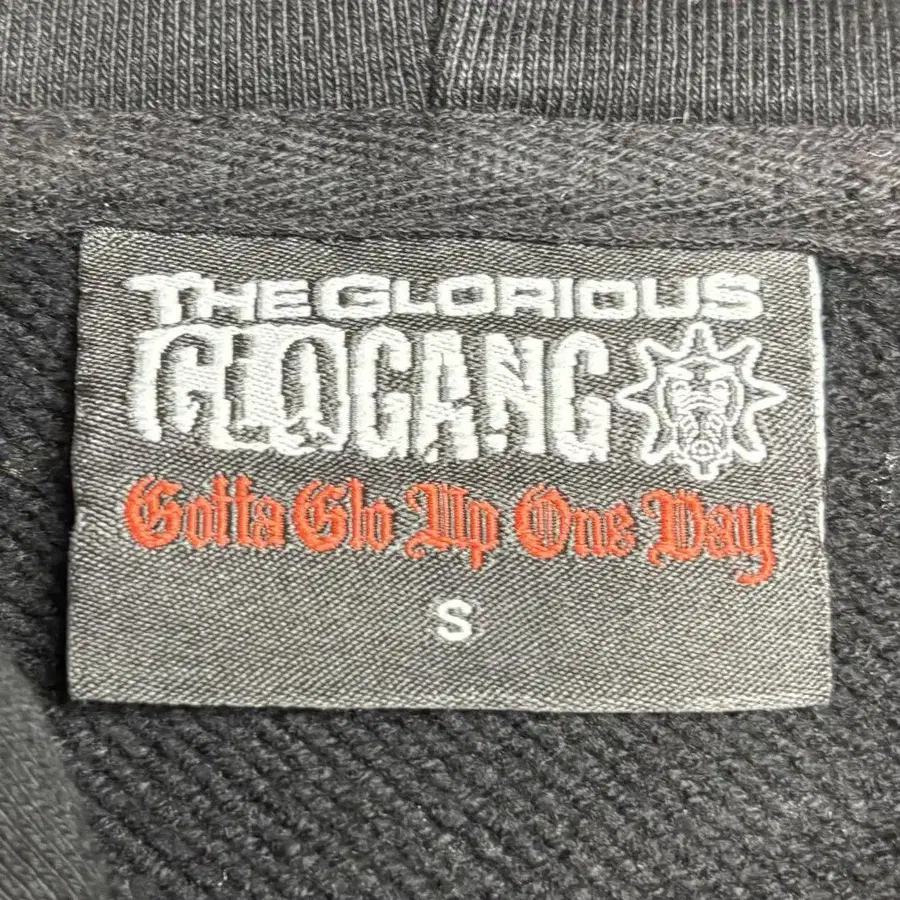 THE GLORIOUS
GLOGANG
Gotta Glo Up One Day
S